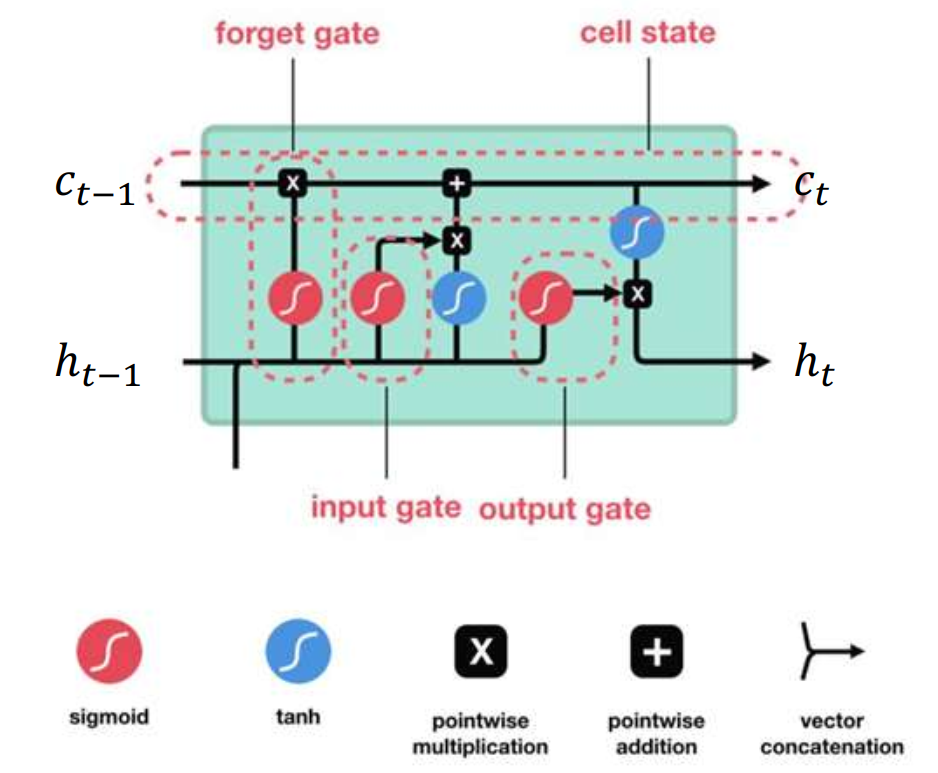 forget gate
cell state
X
+
c_{t-1}
c_t
X
X
h_{t-1}
h_t
input gate
output gate
X
+
sigmoid
tanh
pointwise
multiplication
pointwise
addition
vector
concatenation